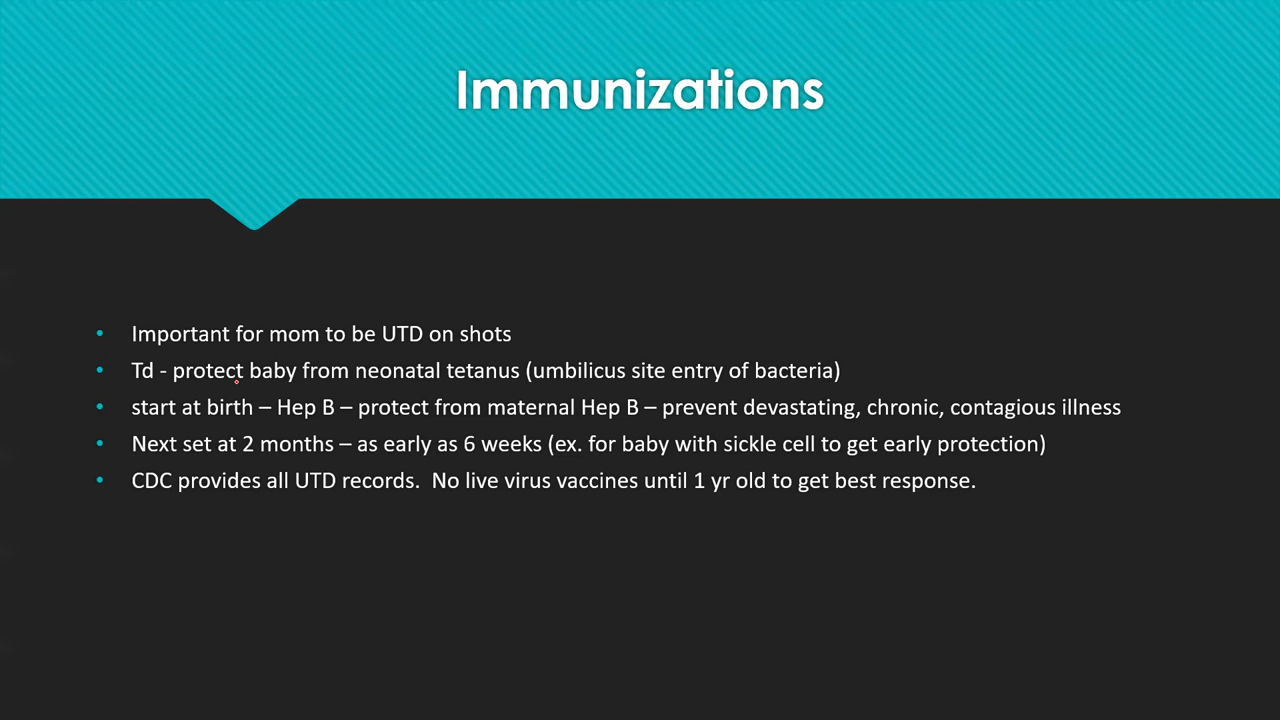 Immunizations
• Important for mom to be UTD on shots
• Td - protect baby from neonatal tetanus (umbilicus site entry of bacteria)
• start at birth – Hep B – protect from maternal Hep B – prevent devastating, chronic, contagious illness
• Next set at 2 months – as early as 6 weeks (ex. for baby with sickle cell to get early protection)
• CDC provides all UTD records.  No live virus vaccines until 1 yr old to get best response.